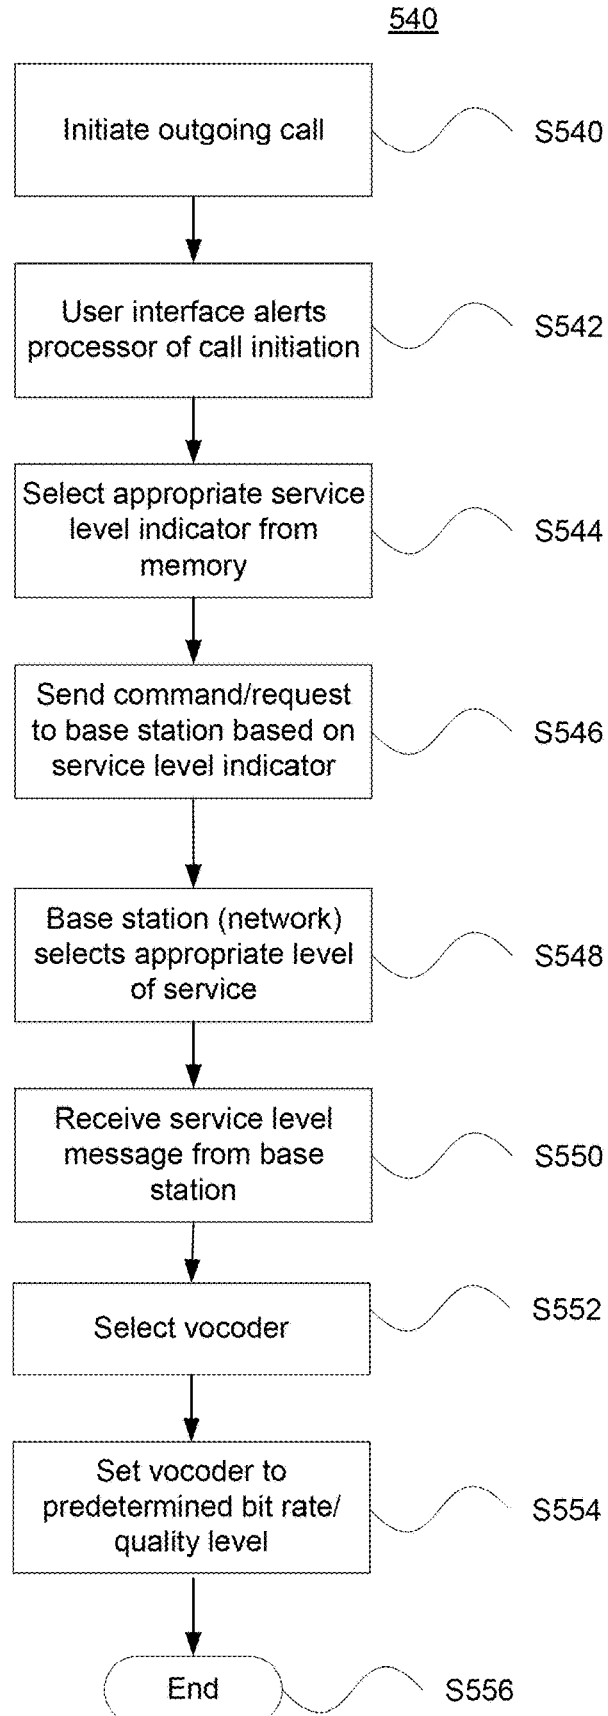 540
Initiate outgoing call
S540
User interface alerts
processor of call initiation
S542
Select appropriate service
level indicator from
memory
S544
Send command/request
to base station based on
service level indicator
S546
Base station (network)
selects appropriate level
of service
S548
Receive service level
message from base
station
S550
Select vocoder
S552
Set vocoder to
predetermined bit rate/
quality level
S554
End
S556